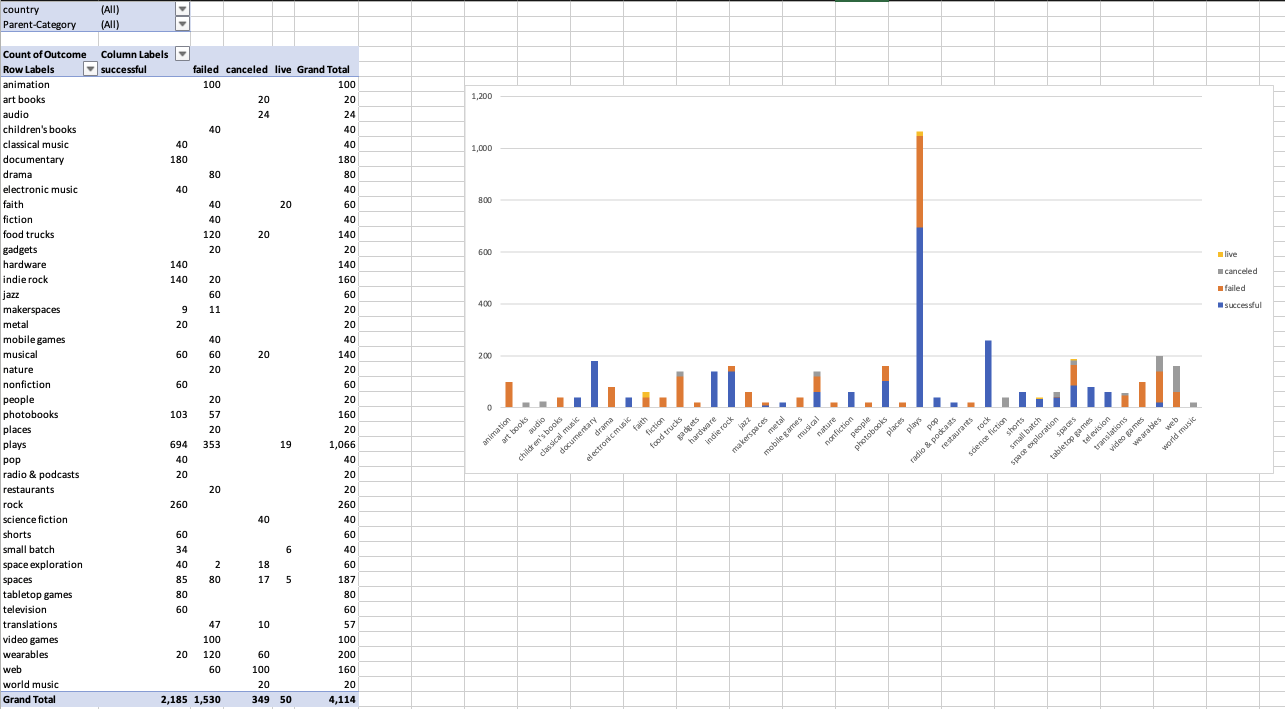 country (All)
Parent-Category (All)
Count of Outcome Column Labels
Row Labels successful failed canceled live Grand Total
animation 100 100
art books 20 20
audio 24 24
children's books 40 40
classical music 40 40
documentary 180 180
drama 80 80
electronic music 40 40
faith 40 20 60
fiction 40 40
food trucks 120 20 140
gadgets 20 20
hardware 140 140
indie rock 140 20 160
jazz 60 60
makerspaces 9 11 20
metal 20 20
mobile games 40 40
musical 60 60 20 140
nature 20 20
nonfiction 60 60
people 20 20
photobooks 103 57 160
places 20 20
plays 694 353 19 1,066
pop 40 40
radio & podcasts 20 20
restaurants 20 20
rock 260 260
science fiction 40 40
shorts 60 60
small batch 34 6 40
space exploration 40 2 18 60
spaces 85 80 17 5 187
tabletop games 80 80
television 60 60
translations 47 10 57
video games 100 100
wearables 20 120 60 200
web 60 100 160
world music 20 20
Grand Total 2,185 1,530 349 50 4,114
1,200
1,000
800
600
400
200
0
animation
art books
audio
children's books
classical music
documentary
drama
electronic music
faith
fiction
food trucks
gadgets
hardware
indie rock
jazz
makerspaces
metal
mobile games
musical
nature
nonfiction
people
photobooks
places
plays
pop
radio & podcasts
restaurants
rock
science fiction
shorts
small batch
space exploration
spaces
tabletop games
television
translations
video games
wearables
web
world music
live
canceled
failed
successful